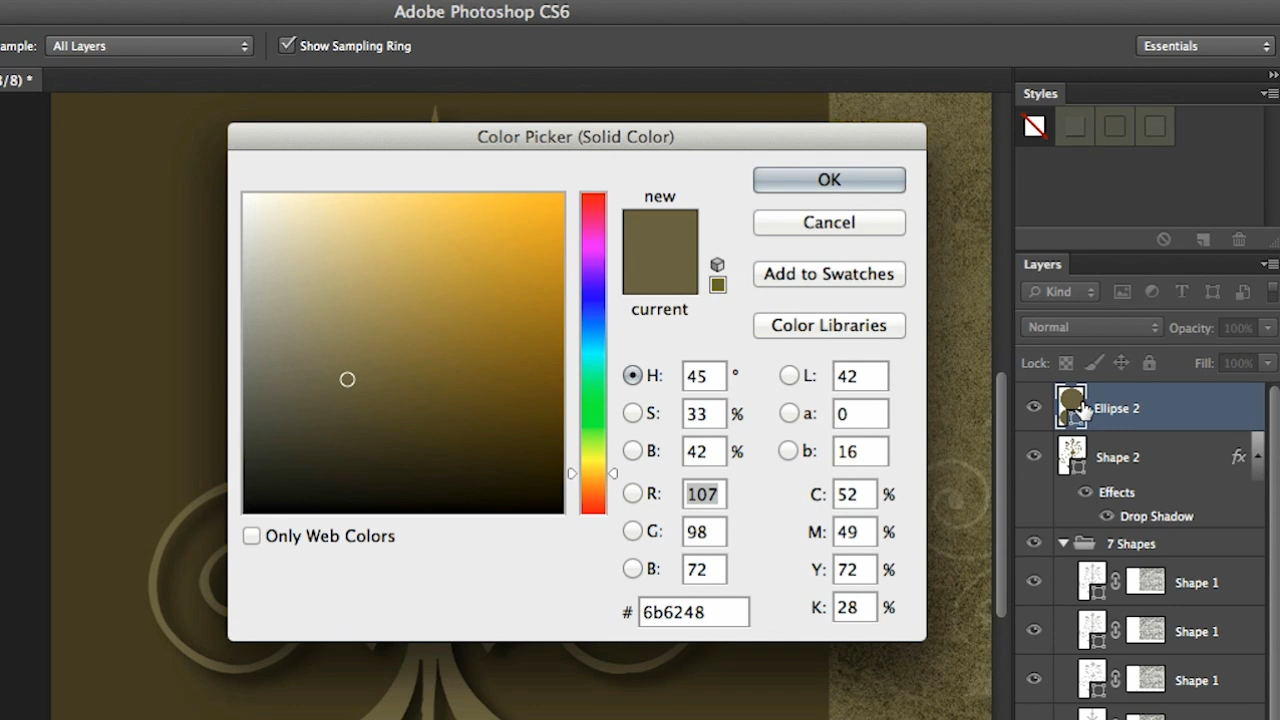 Adobe Photoshop CS6
ample: All Layers Show Sampling Ring Essentials
/8) *
Styles
Color Picker (Solid Color)
new
current
OK
Cancel
Add to Swatches
Color Libraries
H: 45 °
S: 33 %
B: 42 %
R: 107
G: 98
B: 72
# 6b6248
L: 42
a: 0
b: 16
C: 52 %
M: 49 %
Y: 72 %
K: 28 %
Only Web Colors
Layers
Kind
Normal Opacity: 100%
Lock: Fill: 100%
Ellipse 2
Shape 2 fx
Effects
Drop Shadow
7 Shapes
Shape 1
Shape 1
Shape 1